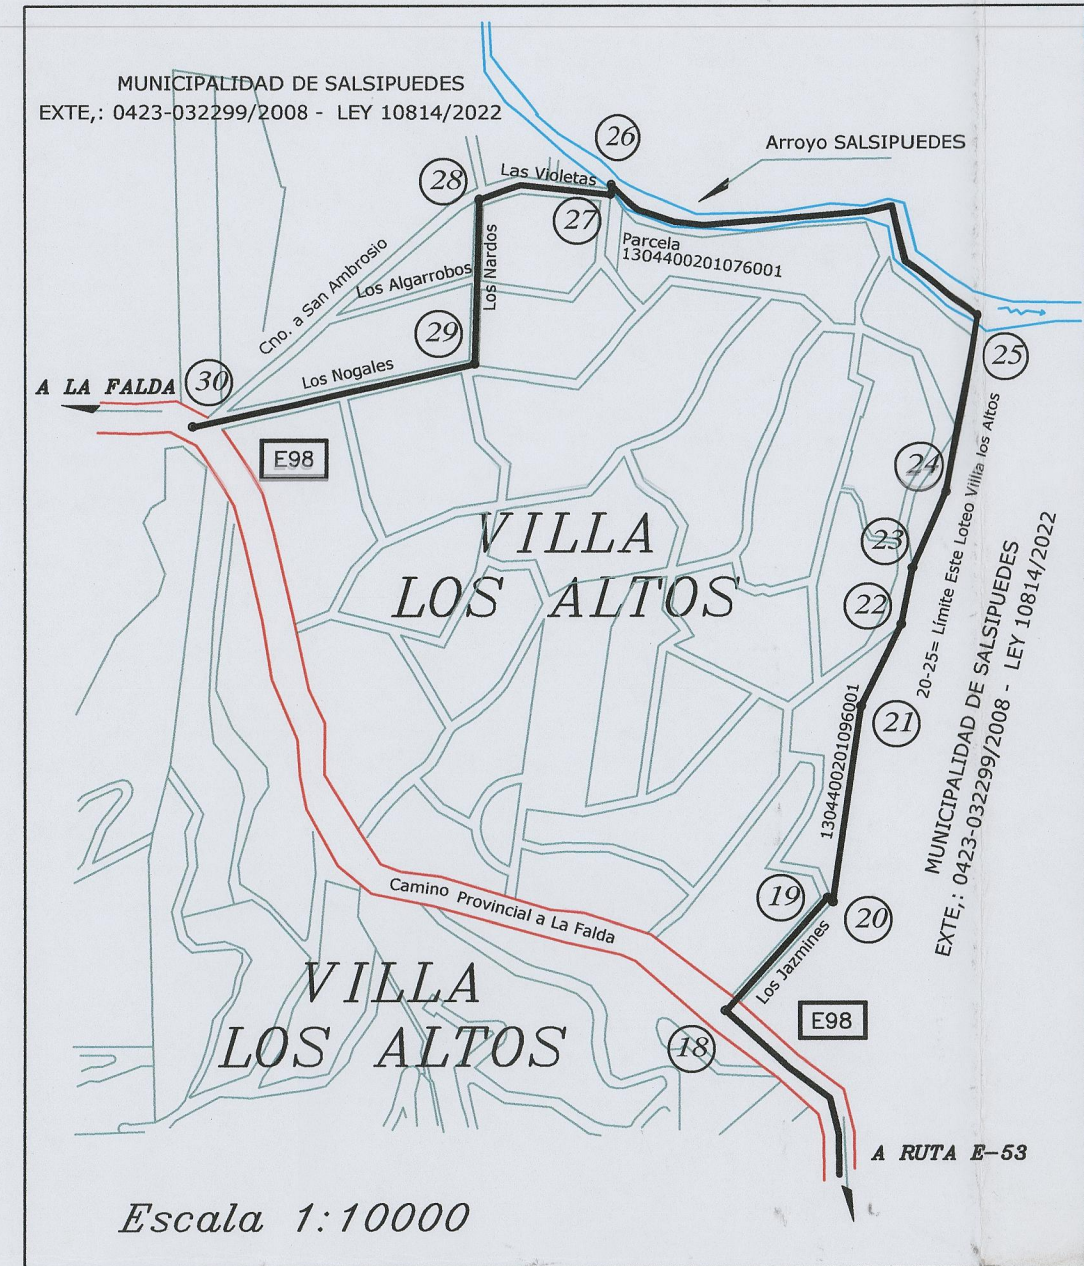 MUNICIPALIDAD DE SALSIPUEDES
EXTE,: 0423-032299/2008 - LEY 10814/2022
26
Arroyo SALSIPUEDES
28
Las Violetas
27
Parcela
1304400201076001
Cno. a San Ambrosio
Los Algarrobos
Los Nardos
29
25
A LA FALDA
30
Los Nogales
E98
24
VILLA
LOS ALTOS
23
22
20-25= Límite Este Loteo Villla los Altos
MUNICIPALIDAD DE SALSIPUEDES
EXTE,: 0423-032299/2008 - LEY 10814/2022
21
1304400201096001
Camino Provincial a La Falda
19
20
Los Jazmines
VILLA
LOS ALTOS
18
E98
A RUTA E-53
Escala 1:10000